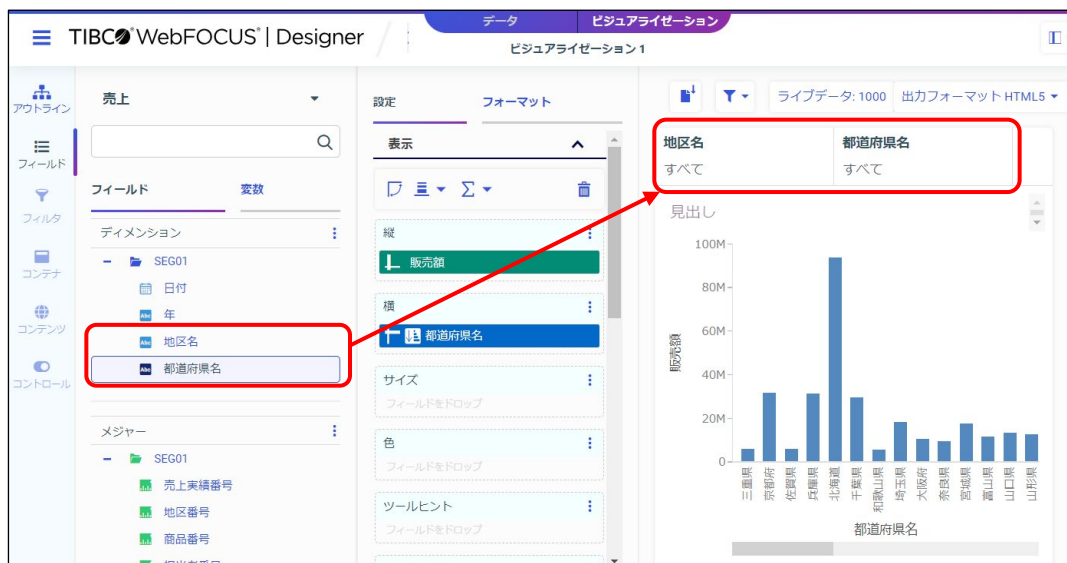 TIBCO WebFOCUS | Designer
データ
ビジュアライゼーション
ビジュアライゼーション 1
アウトライン
フィールド
フィルタ
コンテナ
コンテンツ
コントロール
売上
フィールド
変数
ディメンション
SEG01
日付
Abc 年
Abc 地区名
Abc 都道府県名
メジャー
SEG01
売上実績番号
地区番号
商品番号
設定
フォーマット
表示
縦
販売額
横
都道府県名
サイズ
フィールドをドロップ
色
フィールドをドロップ
ツールヒント
フィールドをドロップ
ライブデータ: 1000
出力フォーマット HTML5
地区名
すべて
都道府県名
すべて
見出し
100M
80M
60M
40M
20M
0
販売額
三重県
京都府
佐賀県
兵庫県
北海道
千葉県
和歌山県
埼玉県
大阪府
奈良県
宮城県
富山県
山口県
山形県
都道府県名